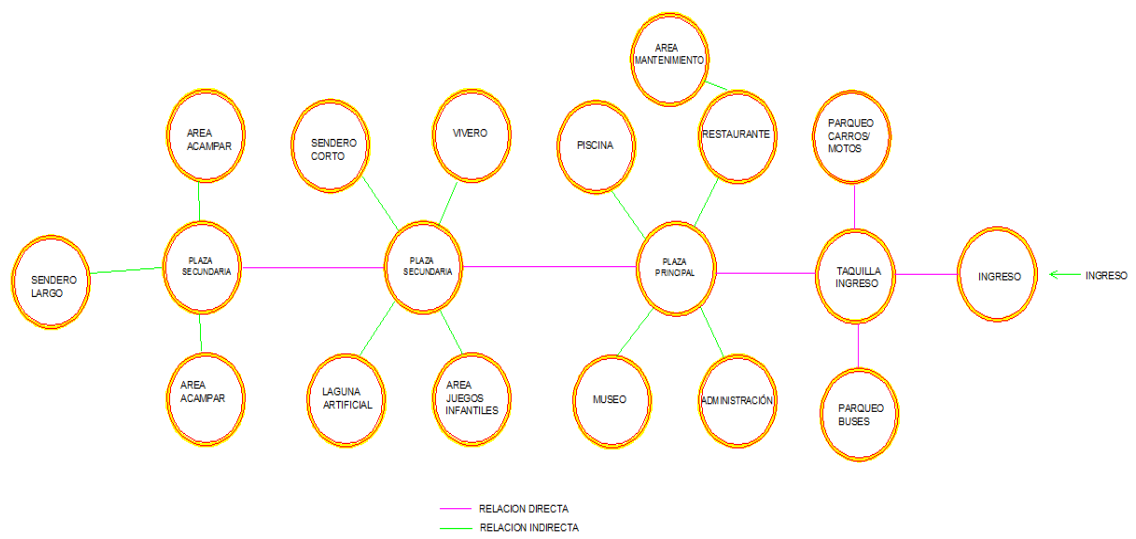 AREA
MANTENIMIENTO
AREA
ACAMPAR
SENDERO
CORTO
VIVERO
PISCINA
RESTAURANTE
PARQUEO
CARROS/
MOTOS
SENDERO
LARGO
PLAZA
SECUNDARIA
PLAZA
SECUNDARIA
PLAZA
PRINCIPAL
TAQUILLA
INGRESO
INGRESO
INGRESO
AREA
ACAMPAR
LAGUNA
ARTIFICIAL
AREA
JUEGOS
INFANTILES
MUSEO
ADMINISTRACIÓN
PARQUEO
BUSES
RELACION DIRECTA
RELACION INDIRECTA